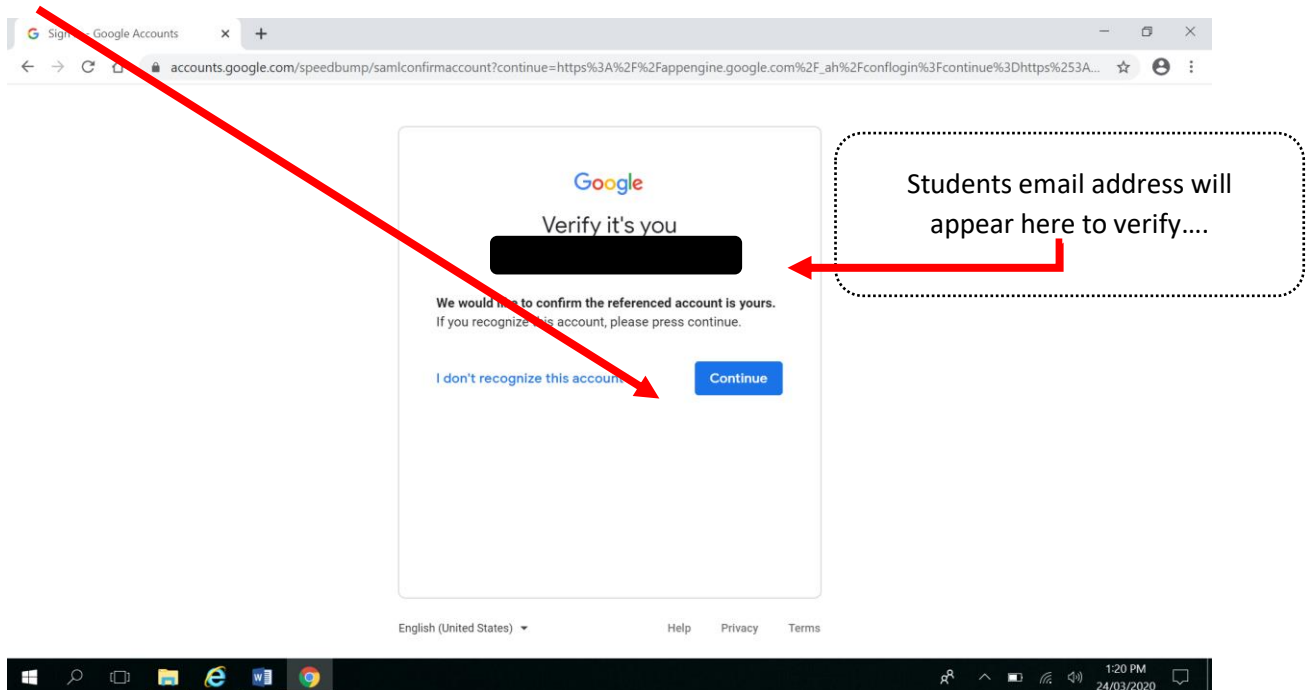 Sign - Google Accounts
accounts.google.com/speedbump/samlconfirmaccount?continue=https%3A%2F%2Fappengine.google.com%2F_ah%2Fconflogin%3Fcontinue%3Dhttps%253A...
Google
Verify it's you
Students email address will
appear here to verify....
We would to confirm the referenced account is yours.
If you recognize this account, please press continue.
I don't recognize this account
Continue
English (United States)
Help Privacy Terms
1:20 PM
24/03/2020